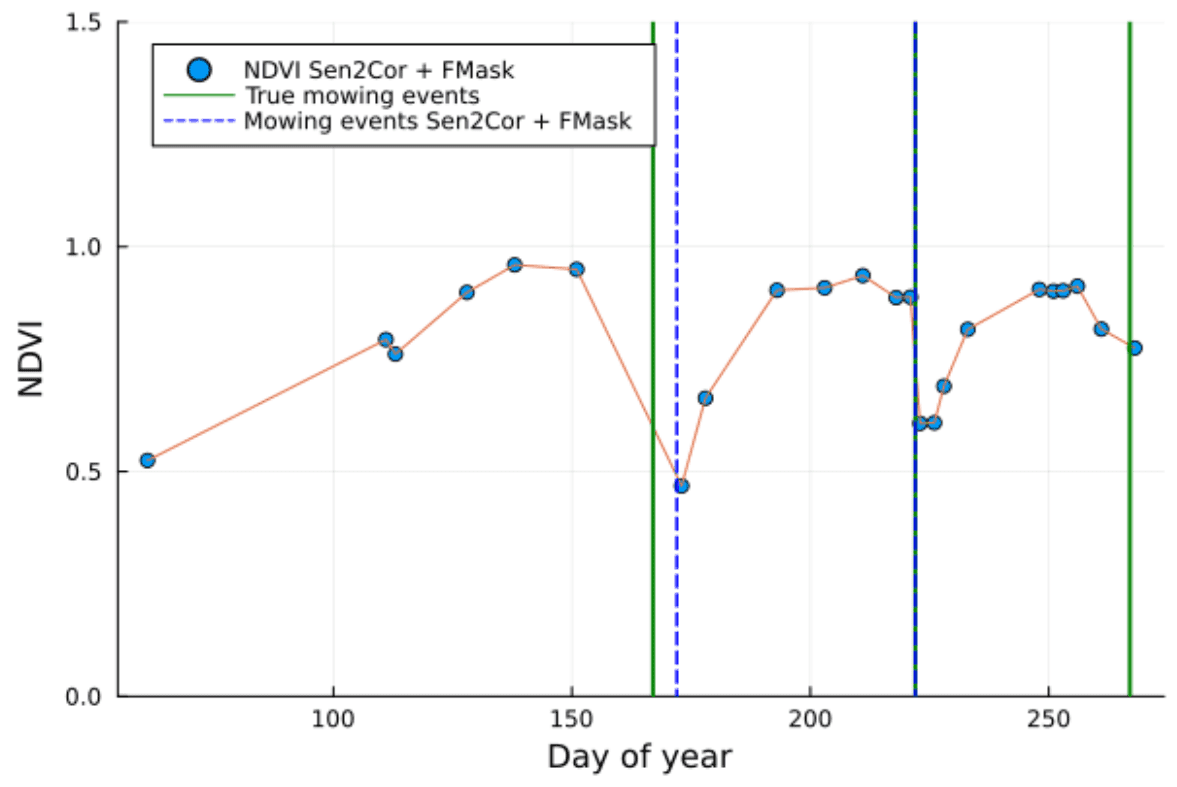 1.5
NDVI Sen2Cor + FMask
True mowing events
Mowing events Sen2Cor + FMask
1.0
NDVI
0.5
0.0
100 150 200 250
Day of year